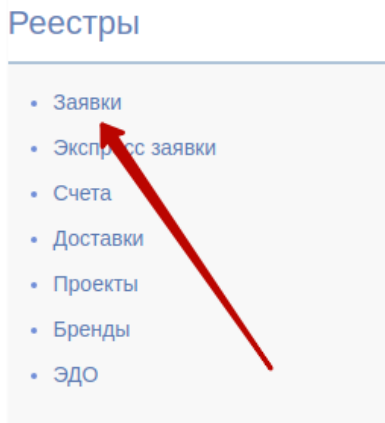 Реестры
Заявки
Экспресс заявки
Счета
Доставки
Проекты
Бренды
ЭДО